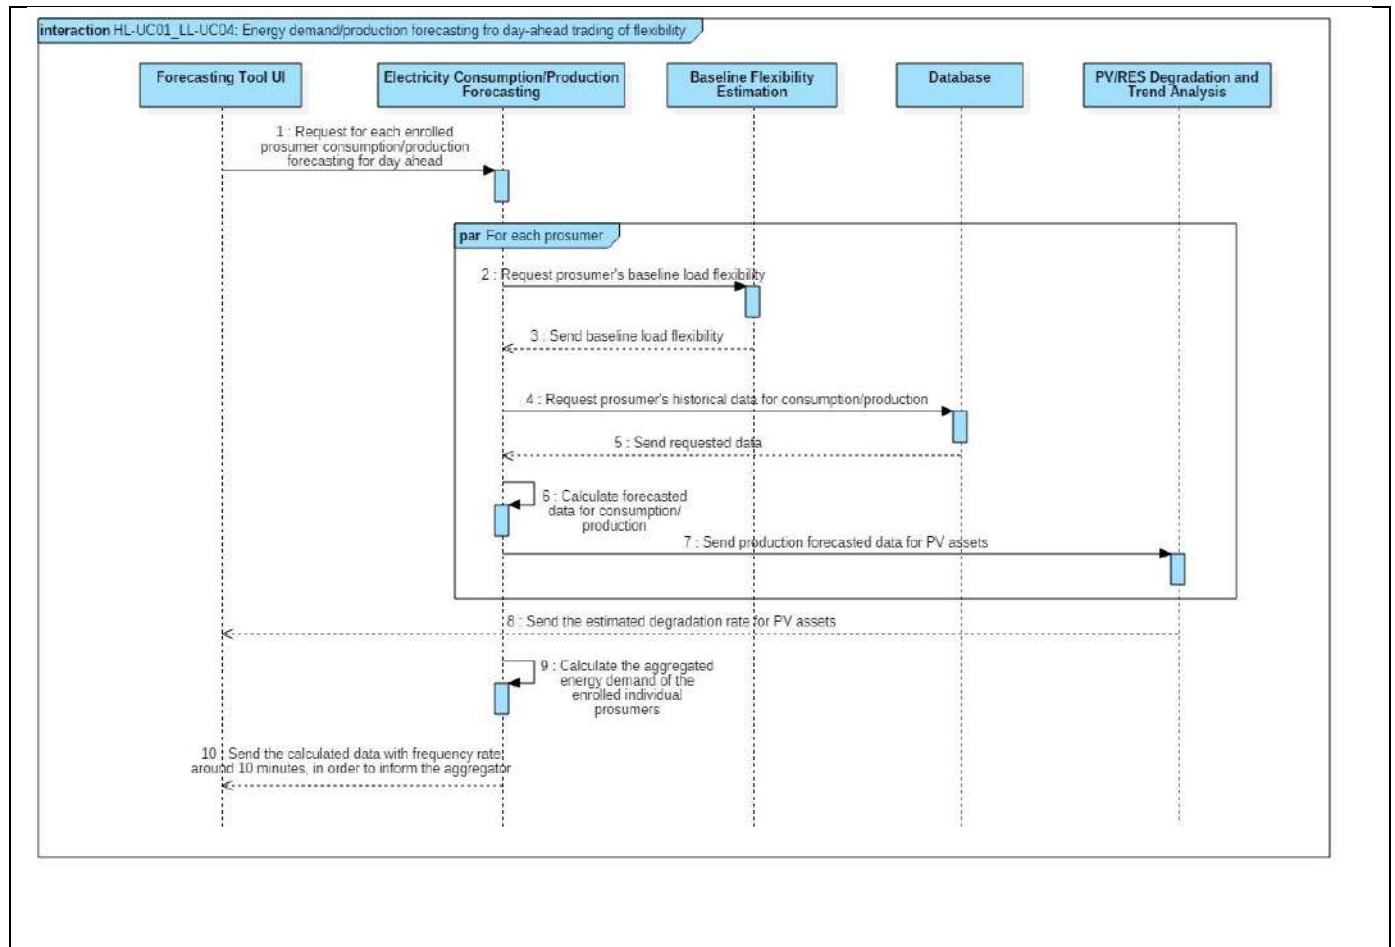 interaction HL-UC01_LL-UC04: Energy demand/production forecasting fro day-ahead trading of flexibility
Forecasting Tool UI
Electricity Consumption/Production
Forecasting
Baseline Flexibility
Estimation
Database
PV/RES Degradation and
Trend Analysis
1 : Request for each enrolled
prosumer consumption/production
forecasting for day ahead
par For each prosumer
2 : Request prosumer's baseline load flexibility
3 : Send baseline load flexibility
4 : Request prosumer's historical data for consumption/production
5 : Send requested data
6 : Calculate forecasted
data for consumption/
production
7 : Send production forecasted data for PV assets
8 : Send the estimated degradation rate for PV assets
9 : Calculate the aggregated
energy demand of the
enrolled individual
prosumers
10 : Send the calculated data with frequency rate
around 10 minutes, in order to inform the aggregator